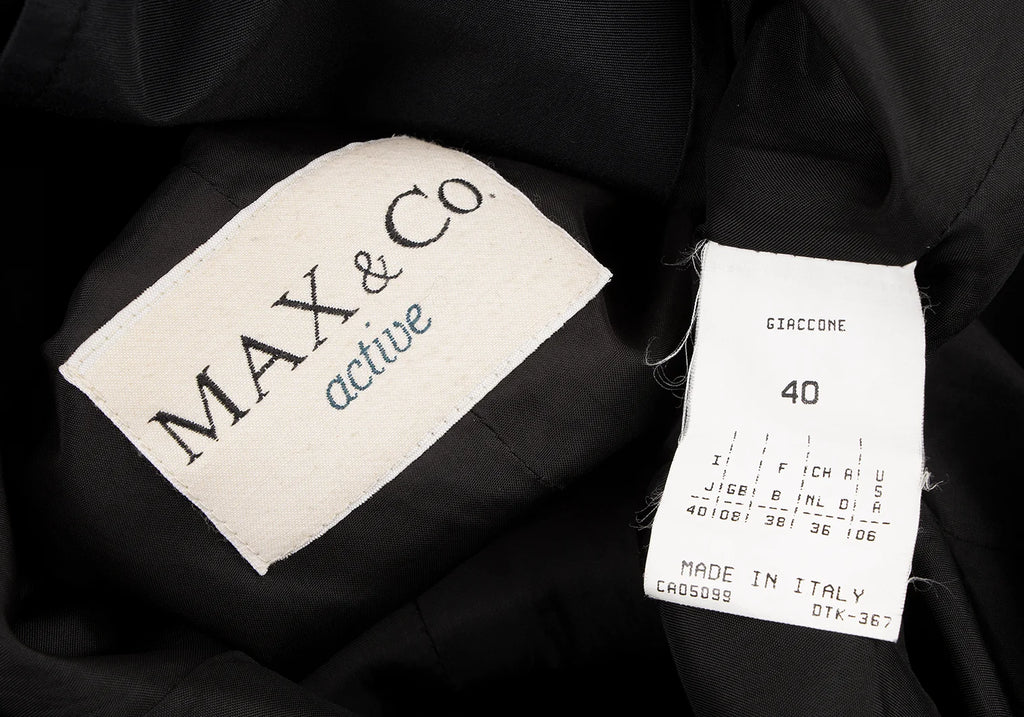 MAX & Co.
active
GIACCONE
40
I F CH A U
S
J GB B NL D A
40 08 38 36 06
MADE IN ITALY
CA05099
DTK-367